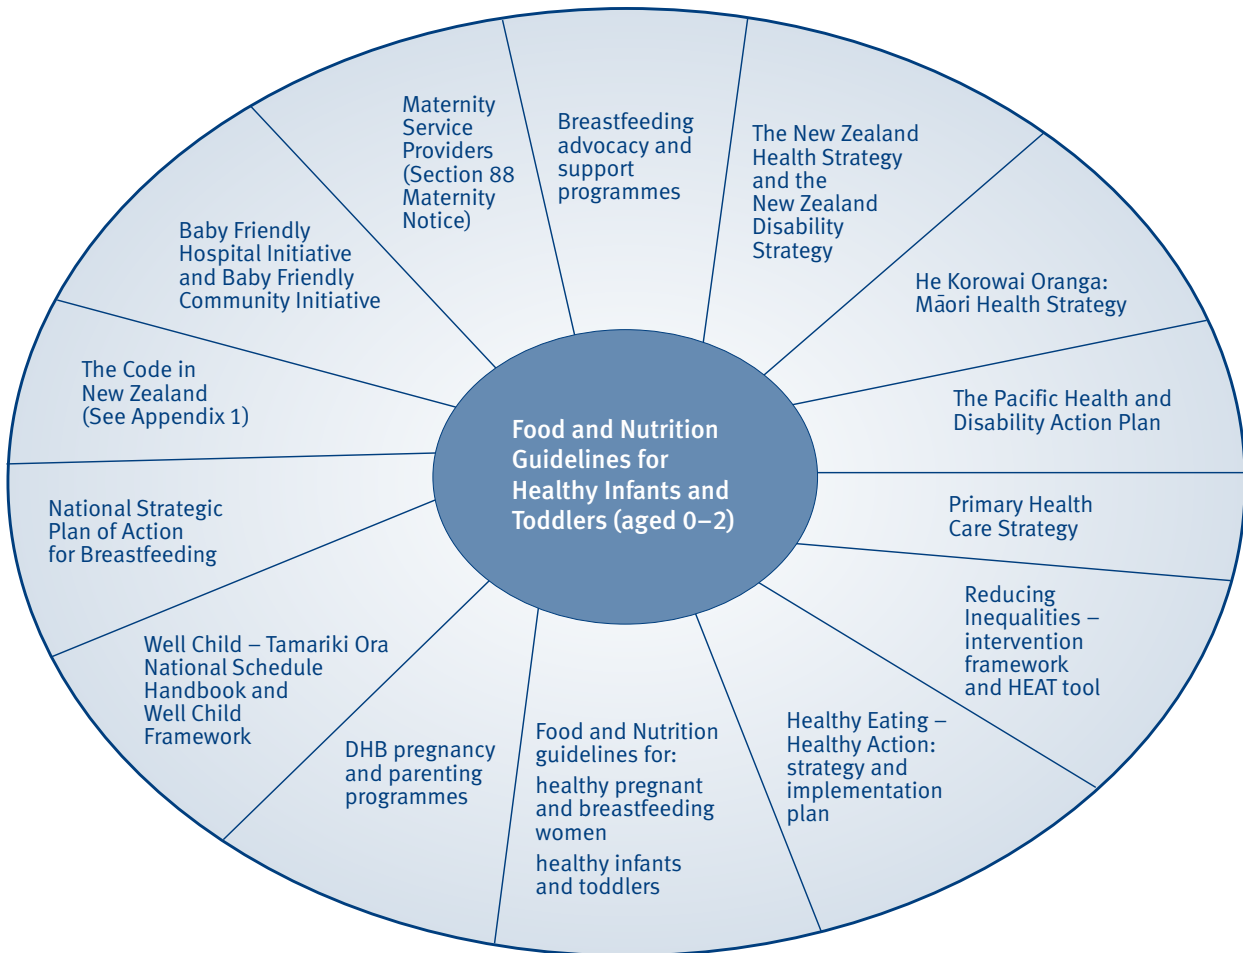 Maternity
Service
Providers
(Section 88
Maternity
Notice)
Breastfeeding
advocacy and
support
programmes
The New Zealand
Health Strategy
and the
New Zealand
Disability
Strategy
He Korowai Oranga:
Māori Health Strategy
The Pacific Health and
Disability Action Plan
Primary Health
Care Strategy
Reducing
Inequalities –
intervention
framework
and HEAT tool
Healthy Eating –
Healthy Action:
strategy and
implementation
plan
Food and Nutrition
guidelines for:
healthy pregnant
and breastfeeding
women
healthy infants
and toddlers
DHB pregnancy
and parenting
programmes
Well Child – Tamariki Ora
National Schedule
Handbook and
Well Child
Framework
National Strategic
Plan of Action
for Breastfeeding
The Code in
New Zealand
(See Appendix 1)
Baby Friendly
Hospital Initiative
and Baby Friendly
Community Initiative
Food and Nutrition
Guidelines for
Healthy Infants and
Toddlers (aged 0–2)